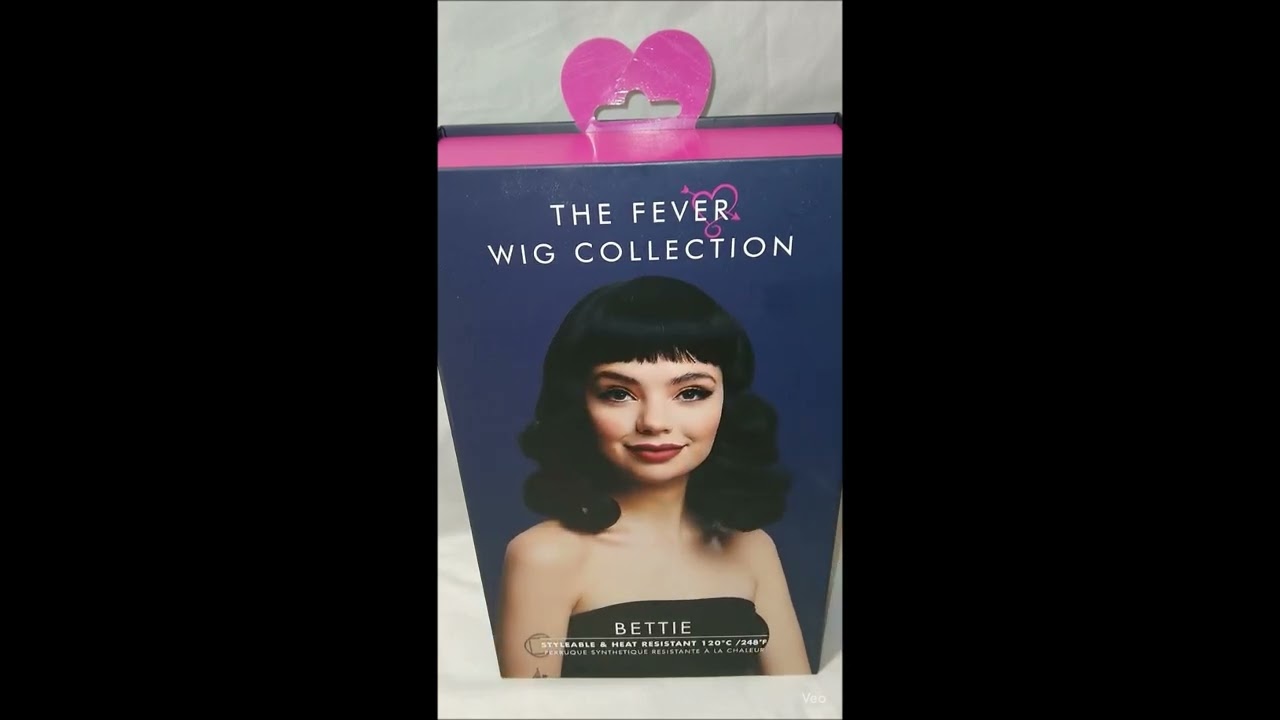 THE FEVER
WIG COLLECTION
BETTIE
STYLEABLE & HEAT RESISTANT 120°C /248°F
PERRUQUE SYNTHETIQUE RESISTANTE À LA CHALEUR
Veo